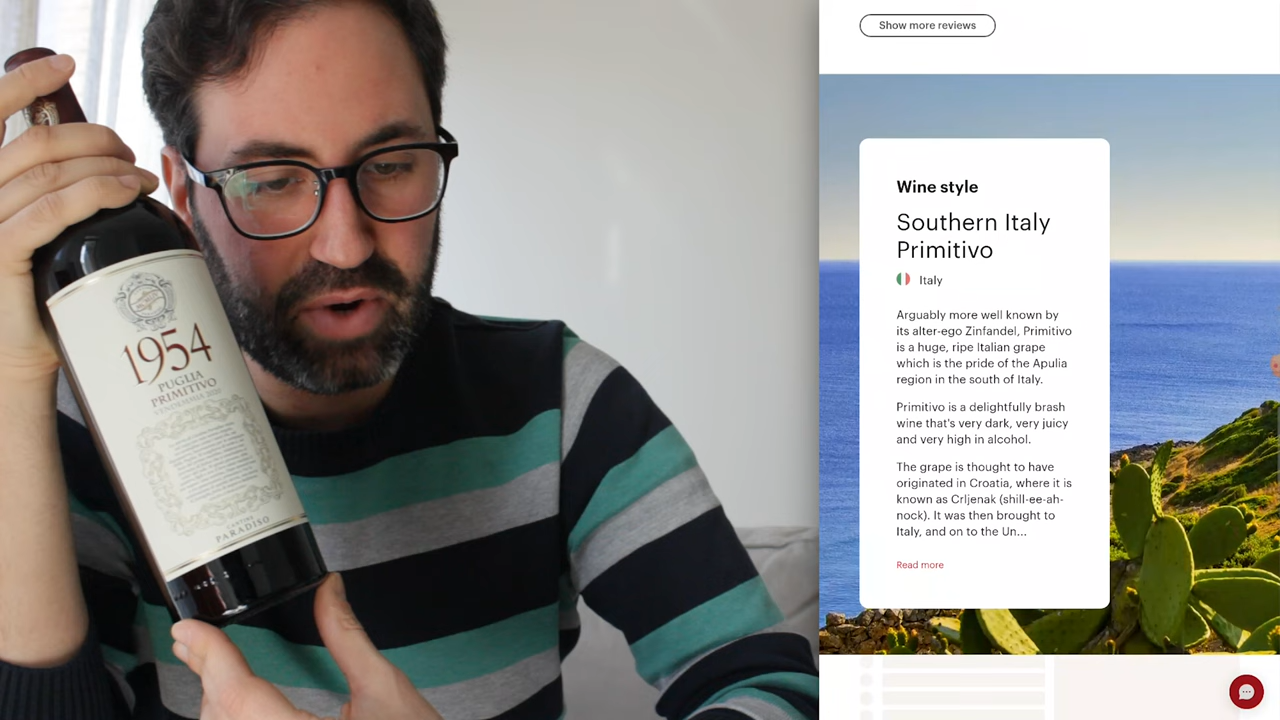 1954
PUGLIA
PRIMITIVO
CANTINE
PARADISO
Show more reviews
Wine style
Southern Italy
Primitivo
Italy
Arguably more well known by
its alter-ego Zinfandel, Primitivo
is a huge, ripe Italian grape
which is the pride of the Apulia
region in the south of Italy.
Primitivo is a delightfully brash
wine that's very dark, very juicy
and very high in alcohol.
The grape is thought to have
originated in Croatia, where it is
known as Crljenak (shill-ee-ah-
nock). It was then brought to
Italy, and on to the Un...
Read more